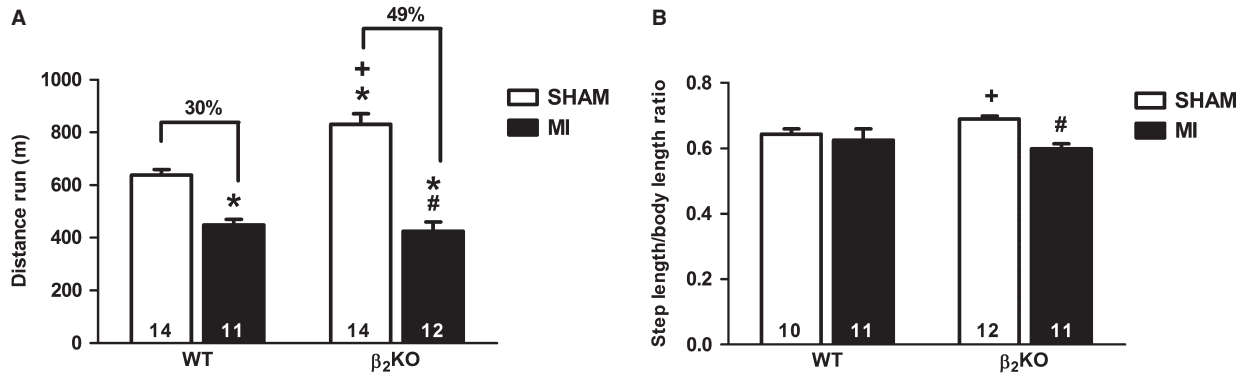 A
49%
30%
+
*
*
*
#
Distance run (m)
1000
800
600
400
200
0
14
11
14
12
WT
β₂KO
SHAM
MI
B
+
#
Step length/body length ratio
0.8
0.6
0.4
0.2
0.0
10
11
12
11
WT
β₂KO
SHAM
MI